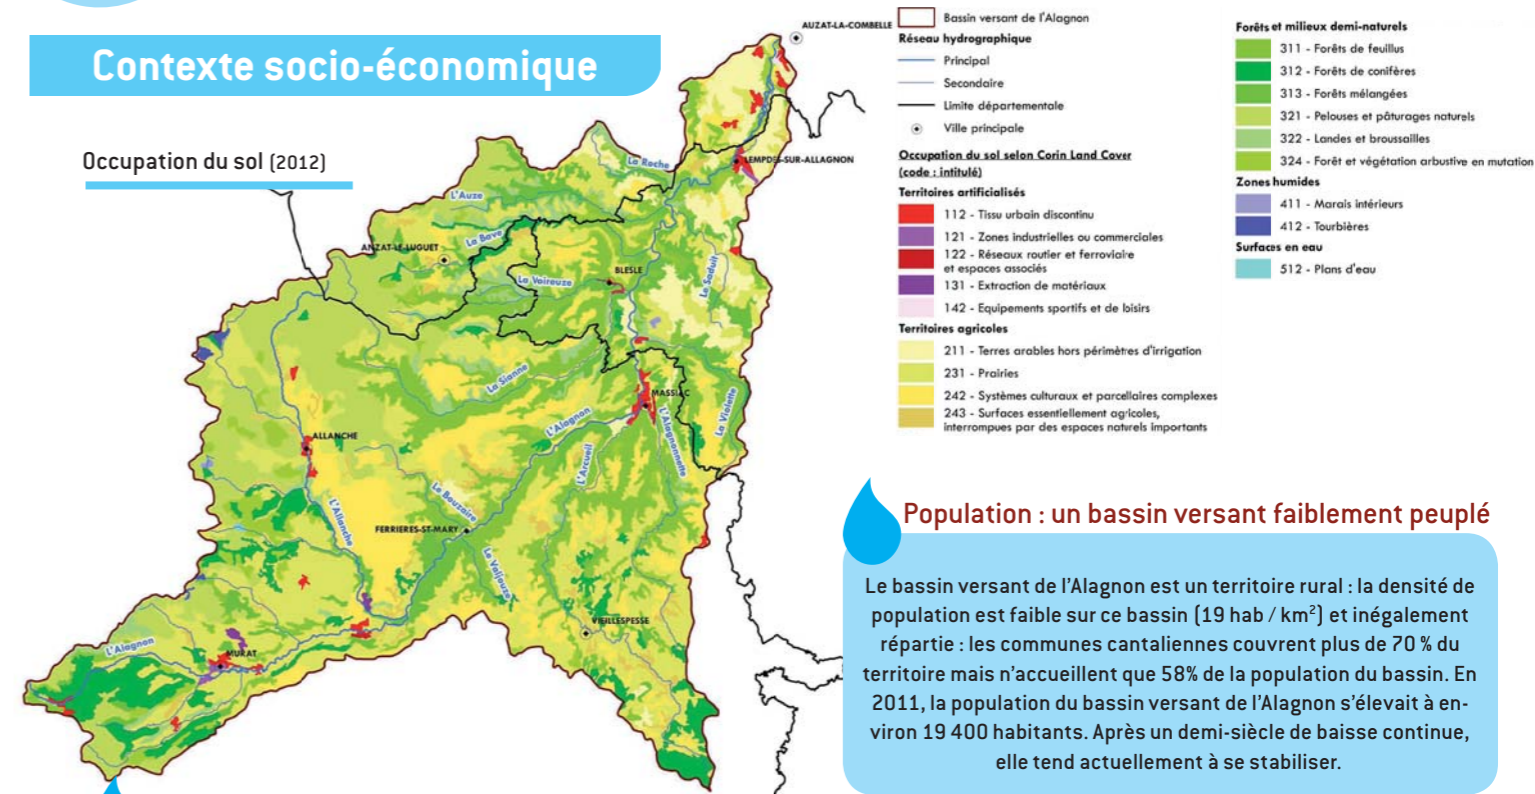 Contexte socio-économique
Occupation du sol (2012)
AUZAT-LA-COMBELLE
LEMPDES-SUR-ALLAGNON
La Roche
L'Auze
La Bave
ANZAT-LE-LUGUET
BLESLE
La Voireuze
Le Saduit
La Sianne
MASSIAC
La Violette
L'Alagnon
L'Alagnonnette
L'Arcueil
ALLANCHE
L'Allanche
Le Bouzaire
FERRIERES-ST-MARY
Le Valjouze
VIEILLESPESSE
L'Alagnon
MURAT
Bassin versant de l'Alagnon
Réseau hydrographique
Principal
Secondaire
Limite départementale
Ville principale
Occupation du sol selon Corin Land Cover
(code : intitulé)
Territoires artificialisés
112 - Tissu urbain discontinu
121 - Zones industrielles ou commerciales
122 - Réseaux routier et ferroviaire
et espaces associés
131 - Extraction de matériaux
142 - Equipements sportifs et de loisirs
Territoires agricoles
211 - Terres arables hors périmètres d'irrigation
231 - Prairies
242 - Systèmes culturaux et parcellaires complexes
243 - Surfaces essentiellement agricoles,
interrompues par des espaces naturels importants
Forêts et milieux demi-naturels
311 - Forêts de feuillus
312 - Forêts de conifères
313 - Forêts mélangées
321 - Pelouses et pâturages naturels
322 - Landes et broussailles
324 - Forêt et végétation arbustive en mutation
Zones humides
411 - Marais intérieurs
412 - Tourbières
Surfaces en eau
512 - Plans d'eau
Population : un bassin versant faiblement peuplé
Le bassin versant de l'Alagnon est un territoire rural : la densité de
population est faible sur ce bassin (19 hab / km²) et inégalement
répartie : les communes cantaliennes couvrent plus de 70 % du
territoire mais n'accueillent que 58% de la population du bassin. En
2011, la population du bassin versant de l'Alagnon s'élevait à en-
viron 19 400 habitants. Après un demi-siècle de baisse continue,
elle tend actuellement à se stabiliser.